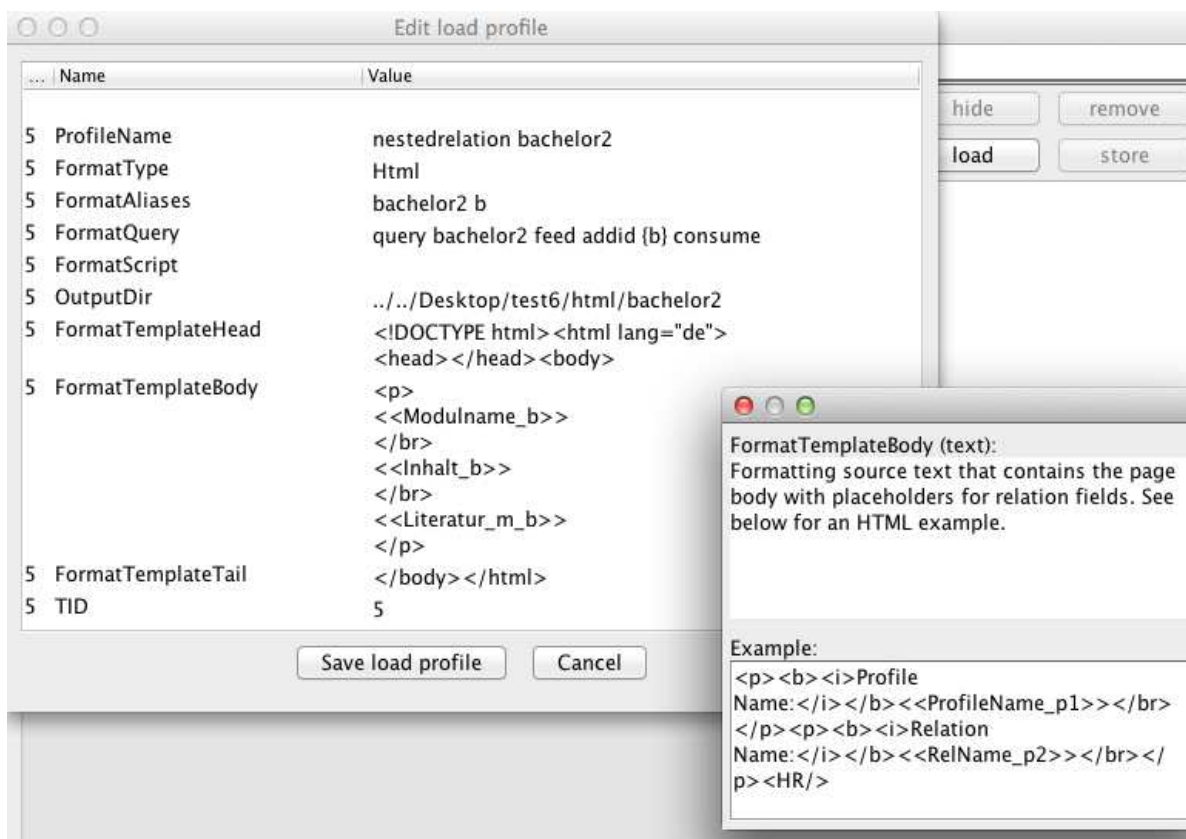 Edit load profile
... Name Value
hide remove
load store
5 ProfileName nestedrelation bachelor2
5 FormatType Html
5 FormatAliases bachelor2 b
5 FormatQuery query bachelor2 feed addid {b} consume
5 FormatScript
5 OutputDir ../../Desktop/test6/html/bachelor2
5 FormatTemplateHead <!DOCTYPE html><html lang="de">
<head></head><body>
5 FormatTemplateBody <p>
<<Modulname_b>>
</br>
<<Inhalt_b>>
</br>
<<Literatur_m_b>>
</p>
5 FormatTemplateTail </body></html>
5 TID 5
Save load profile Cancel
FormatTemplateBody (text):
Formatting source text that contains the page
body with placeholders for relation fields. See
below for an HTML example.
Example:
<p><b><i>Profile
Name:</i></b><<ProfileName_p1>></br>
</p><p><b><i>Relation
Name:</i></b><<RelName_p2>></br></
p><HR/>